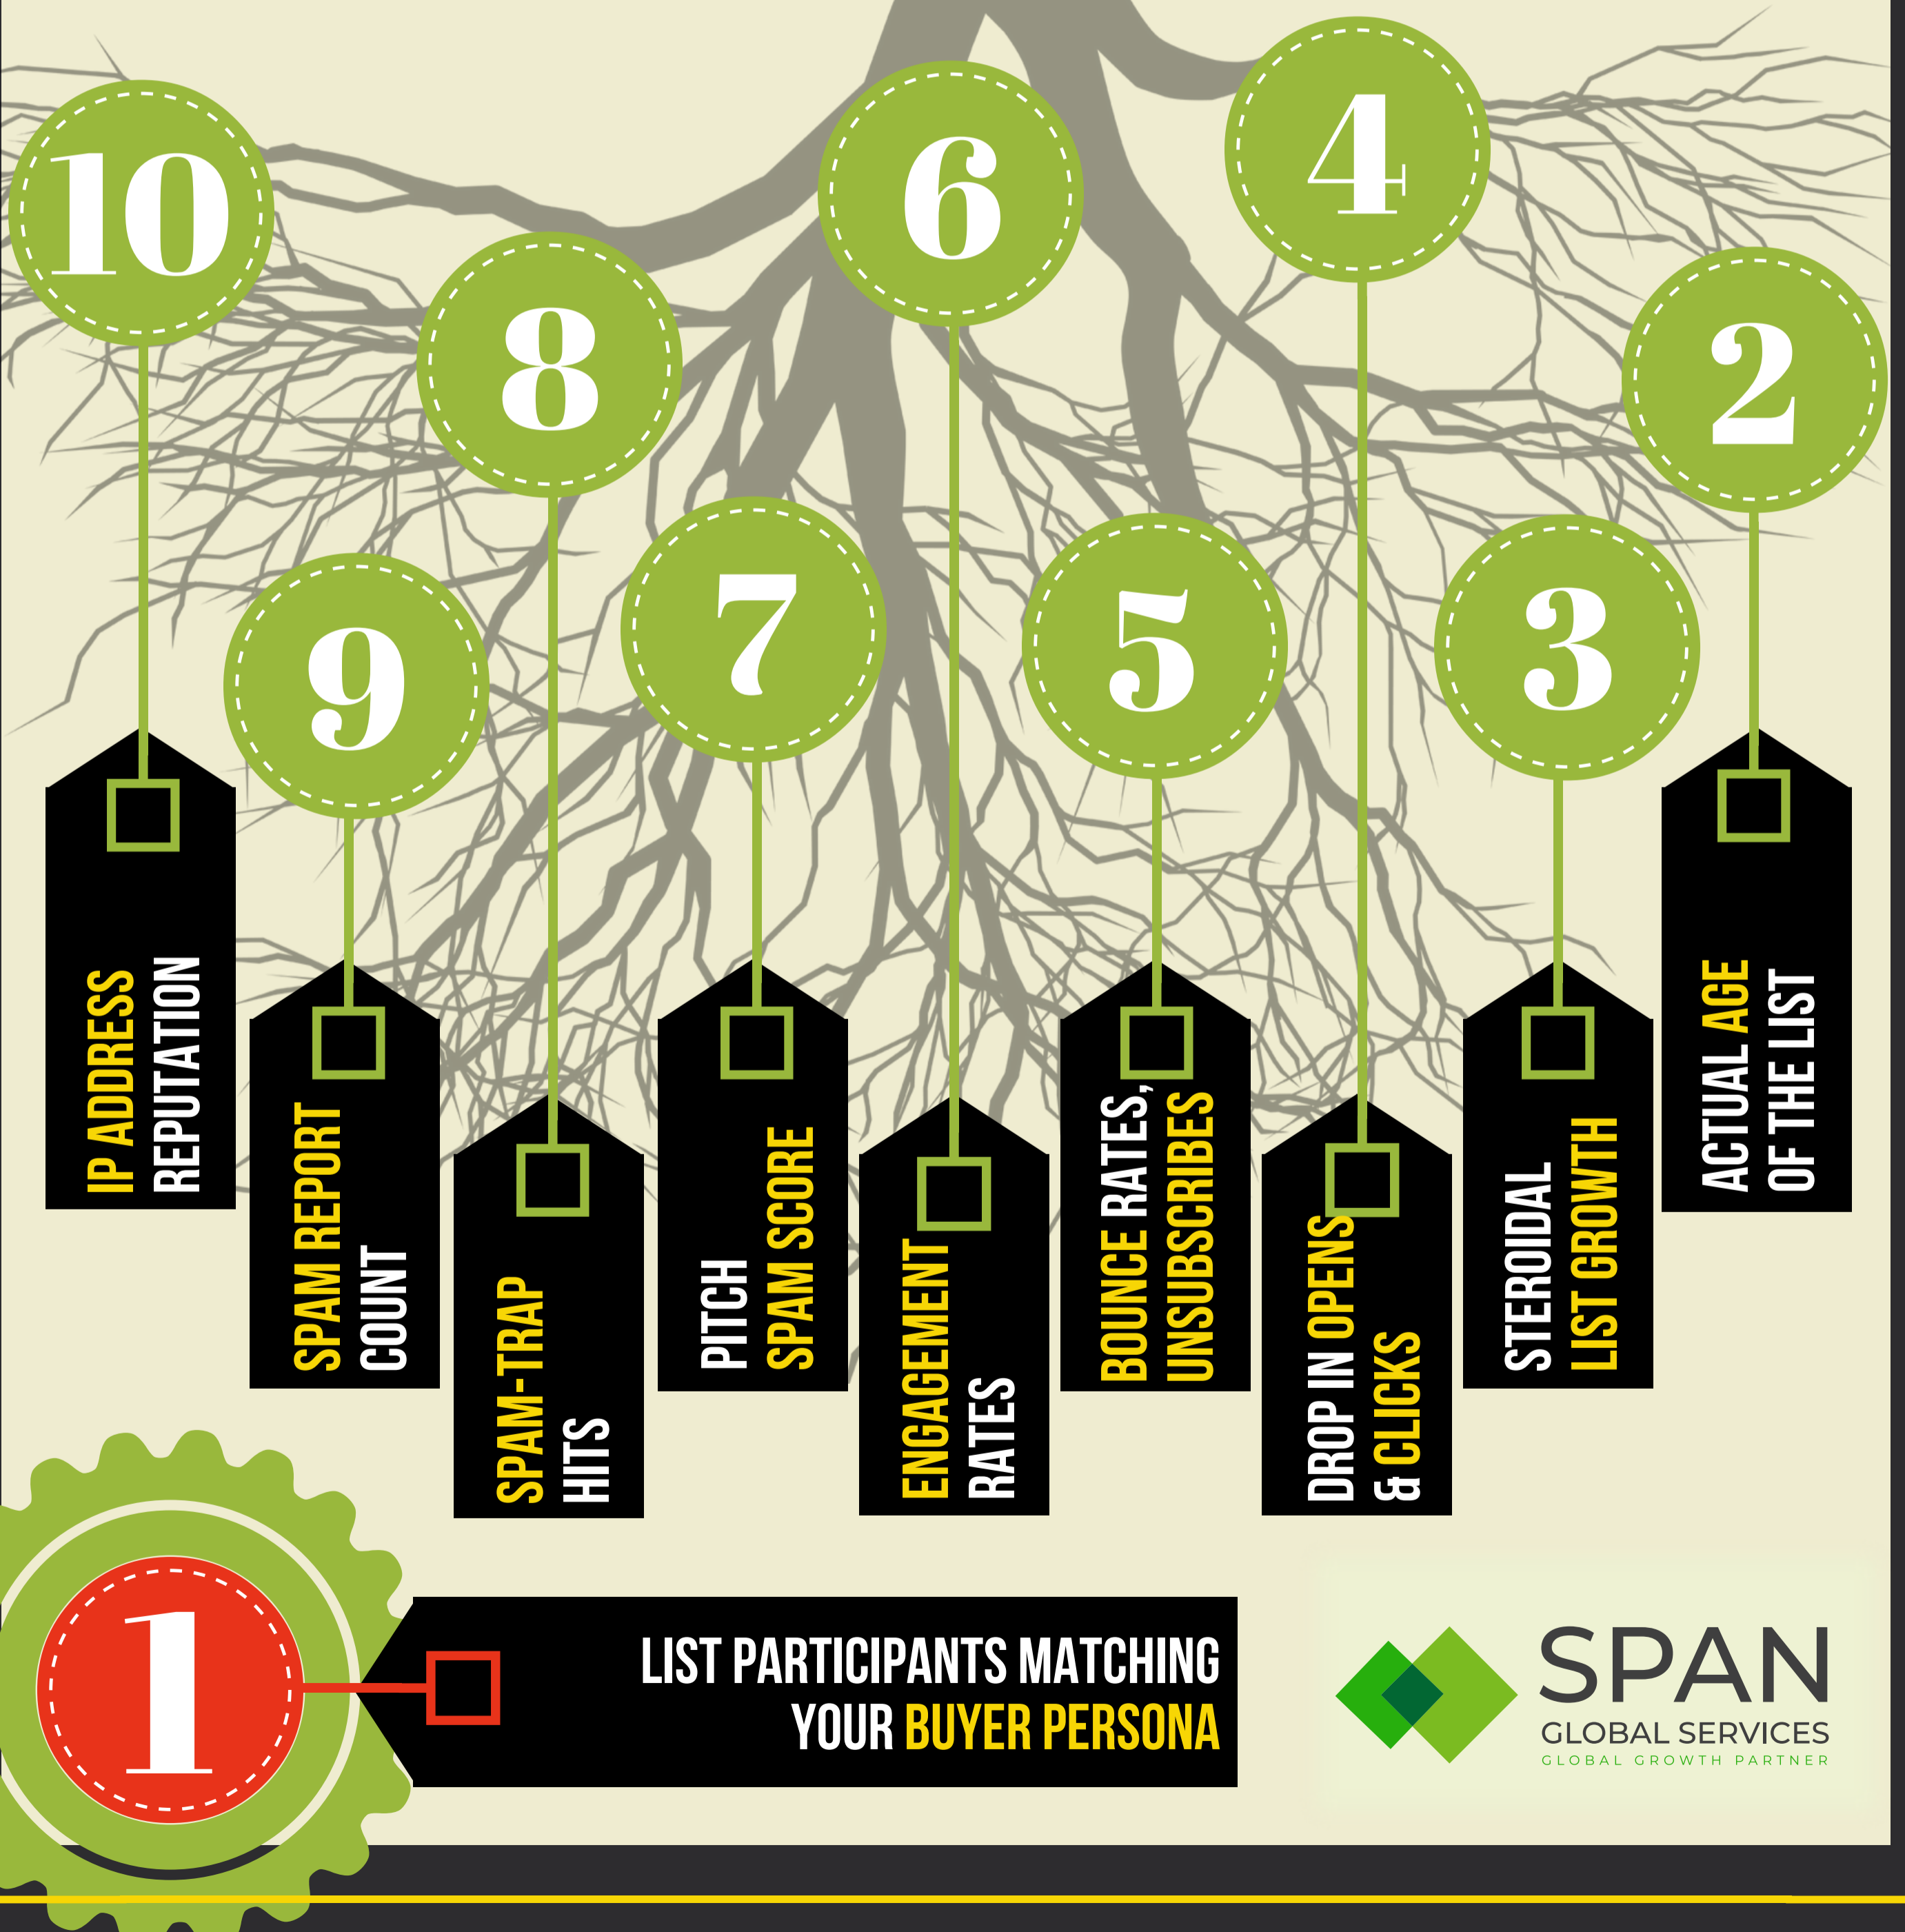 10
IP ADDRESS
REPUTATION
9
SPAM REPORT
COUNT
8
SPAM-TRAP
HITS
7
PITCH
SPAM SCORE
6
ENGAGEMENT
RATES
5
BOUNCE RATES,
UNSUBSCRIBES
4
DROP IN OPENS
& CLICKS
3
STEROIDAL
LIST GROWTH
2
ACTUAL AGE
OF THE LIST
1
LIST PARTICIPANTS MATCHING
YOUR BUYER PERSONA
SPAN
GLOBAL SERVICES
GLOBAL GROWTH PARTNER